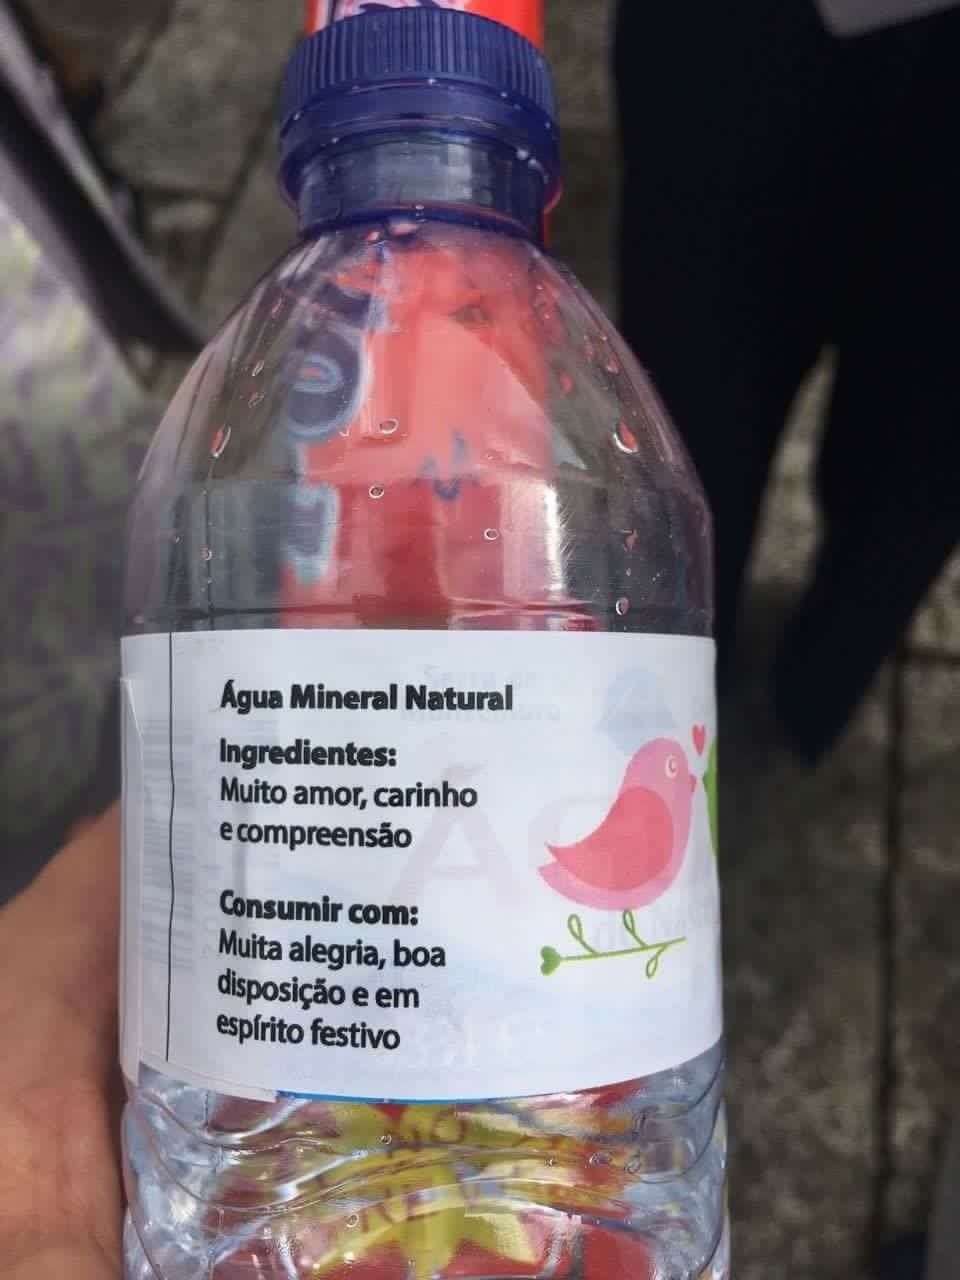 Água Mineral Natural
Ingredientes:
Muito amor, carinho
e compreensão
Consumir com:
Muita alegria, boa
disposição e em
espírito festivo